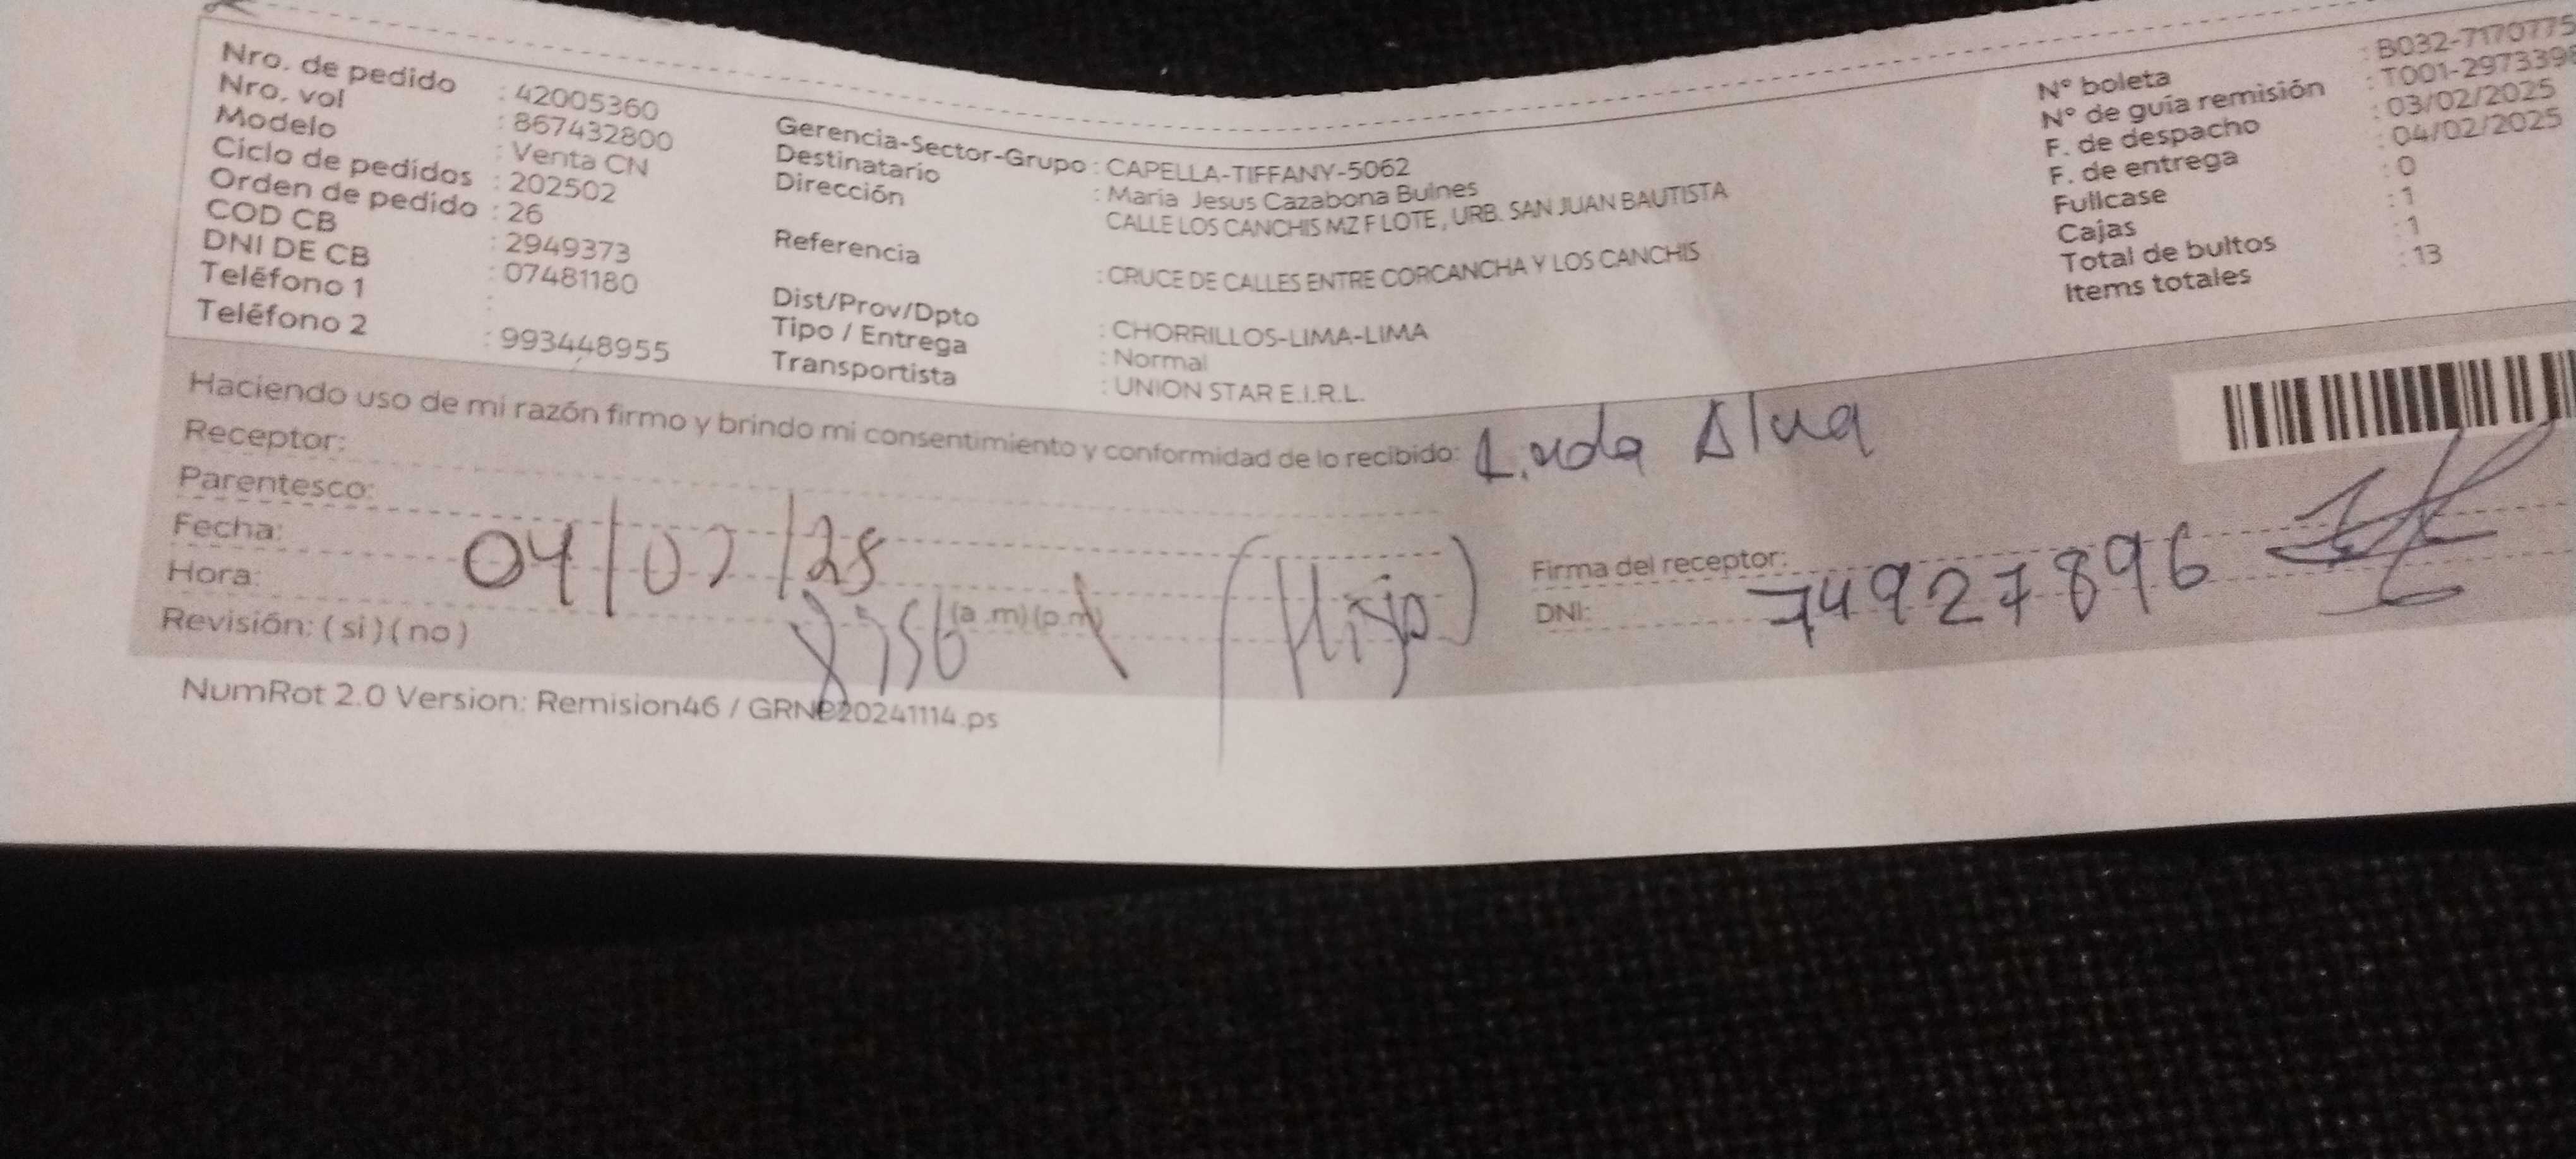 Nro. de pedido : 42005360
Nro. vol : 867432800
Modelo : Venta CN
Ciclo de pedidos : 202502
Orden de pedido : 26
COD CB : 2949373
DNI DE CB : 07481180
Teléfono 1 :
Teléfono 2 : 993448955
Gerencia-Sector-Grupo : CAPELLA-TIFFANY-5062
Destinatario : Maria Jesus Cazabona Bulnes
Dirección CALLE LOS CANCHIS MZ F LOTE , URB. SAN JUAN BAUTISTA
Referencia : CRUCE DE CALLES ENTRE CORCANCHA Y LOS CANCHIS
Dist/Prov/Dpto : CHORRILLOS-LIMA-LIMA
Tipo / Entrega : Normal
Transportista : UNION STAR E.I.R.L.
N° boleta : B032-7170775
N° de guía remisión : T001-2973398
F. de despacho : 03/02/2025
F. de entrega : 04/02/2025
Fullcase : 0
Cajas : 1
Total de bultos : 1
Items totales : 13
Haciendo uso de mi razón firmo y brindo mi consentimiento y conformidad de lo recibido:
Receptor:
Parentesco: (Hijo)
Fecha: 04/02/25
Hora: (a .m)(p.m)
Revisión: ( si ) ( no )
Firma del receptor:
DNI: 74927896
NumRot 2.0 Version: Remision46 / GRNP20241114.ps